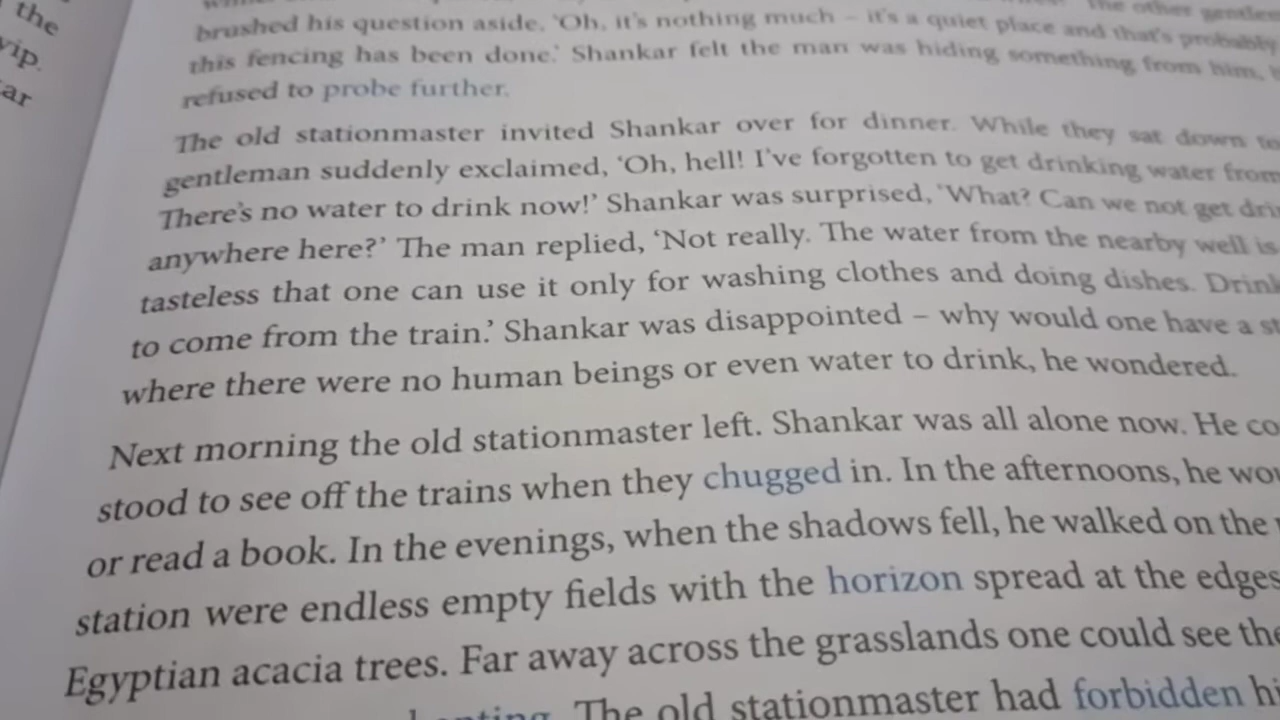 the
vip.
ar
brushed his question aside, 'Oh, it's nothing much – it's a quiet place and that's probably
this fencing has been done.' Shankar felt the man was hiding something from him,
refused to probe further.
The old stationmaster invited Shankar over for dinner. While they sat down to
gentleman suddenly exclaimed, 'Oh, hell! I've forgotten to get drinking water from
There's no water to drink now!' Shankar was surprised, 'What? Can we not get dri
anywhere here?' The man replied, 'Not really. The water from the nearby well is
tasteless that one can use it only for washing clothes and doing dishes. Drink
to come from the train.' Shankar was disappointed – why would one have a st
where there were no human beings or even water to drink, he wondered.
Next morning the old stationmaster left. Shankar was all alone now. He co
stood to see off the trains when they chugged in. In the afternoons, he wou
or read a book. In the evenings, when the shadows fell, he walked on the
station were endless empty fields with the horizon spread at the edges
Egyptian acacia trees. Far away across the grasslands one could see the
The old stationmaster had forbidden hi